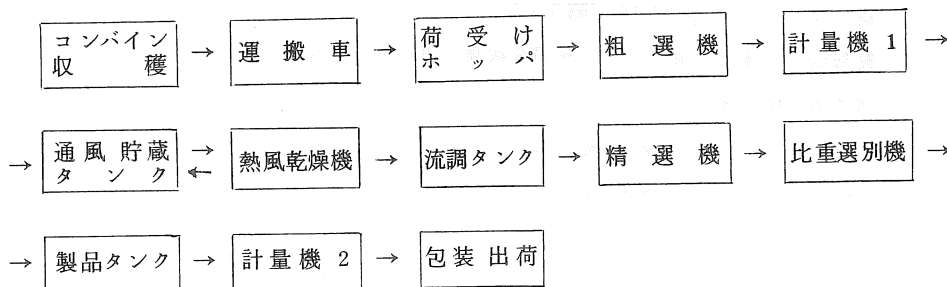 コンバイン収穫 → 運搬車 → 荷受けホッパ → 粗選機 → 計量機 1 →
→ 通風貯蔵タンク ⇄ 熱風乾燥機 → 流調タンク → 精選機 → 比重選別機 →
→ 製品タンク → 計量機 2 → 包装出荷